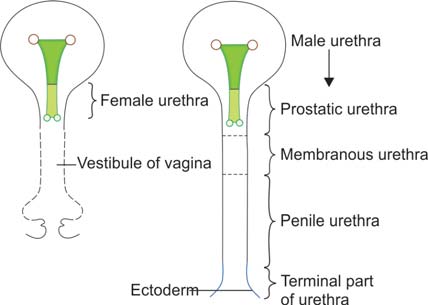 Male urethra
Female urethra
Prostatic urethra
Vestibule of vagina
Membranous urethra
Penile urethra
Ectoderm
Terminal part
of urethra